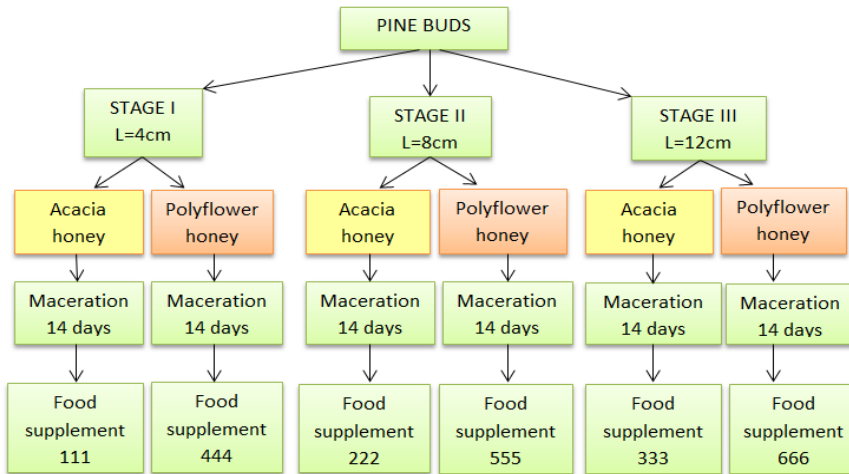 PINE BUDS
STAGE I
L=4cm
STAGE II
L=8cm
STAGE III
L=12cm
Acacia
honey
Polyflower
honey
Acacia
honey
Polyflower
honey
Acacia
honey
Polyflower
honey
Maceration
14 days
Maceration
14 days
Maceration
14 days
Maceration
14 days
Maceration
14 days
Maceration
14 days
Food
supplement
111
Food
supplement
444
Food
supplement
222
Food
supplement
555
Food
supplement
333
Food
supplement
666